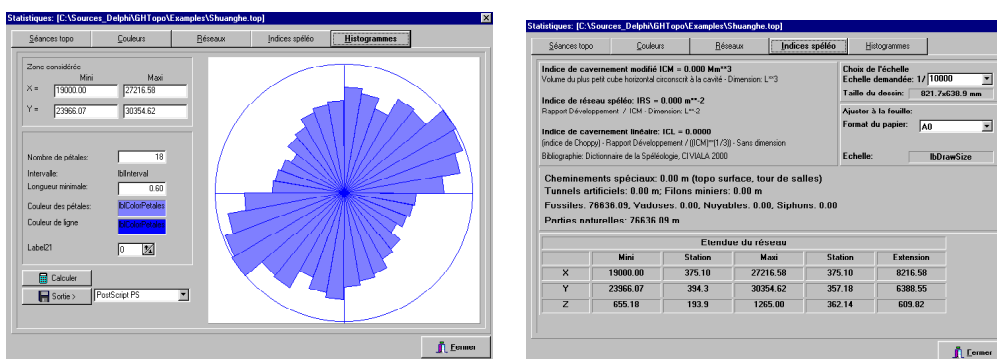 Statistiques: [C:\Sources_Delphi\GHTopo\Examples\Shuanghe.top]
Séances topo Couleurs Réseaux Indices spéléo Histogrammes
Zone considérée
Mini Maxi
X = 19000.00 27216.58
Y = 23966.07 30354.62
Nombre de pétales: 18
Intervalle: lblInterval
Longueur minimale: 0.60
Couleur des pétales: lblColorPetales
Couleur de ligne lblColorPetales
Label21 0
Calculer
Sortie > PostScript PS
Fermer
Statistiques: [C:\Sources_Delphi\GHTopo\Examples\Shuanghe.top]
Séances topo Couleurs Réseaux Indices spéléo Histogrammes
Indice de cavernement modifié ICM = 0.000 Mm**3
Volume du plus petit cube horizontal circonscrit à la cavité - Dimension: L**3
Indice de réseau spéléo: IRS = 0.000 m**-2
Rapport Développement / ICM - Dimension: L**-2
Indice de cavernement linéaire: ICL = 0.0000
(indice de Choppy) - Rapport Développement / ((ICM)**(1/3)) - Sans dimension
Bibliographie: Dictionnaire de la Spéléologie, CIVIALA 2000
Choix de l'échelle
Echelle demandée: 1/ 10000
Taille du dessin: 821.7x638.9 mm
Ajuster à la feuille:
Format du papier: A0
Echelle: lbDrawSize
Cheminements spéciaux: 0.00 m (topo surface, tour de salles)
Tunnels artificiels: 0.00 m; Filons miniers: 0.00 m
Fossiles. 76636.09, Vaduses. 0.00, Noyables. 0.00, Siphons. 0.00
Parties naturelles: 76636.09 m
Etendue du réseau
Mini Station Maxi Station Extension
X 19000.00 375.10 27216.58 375.10 8216.58
Y 23966.07 394.3 30354.62 357.18 6388.55
Z 655.18 193.9 1265.00 362.14 609.82
Fermer